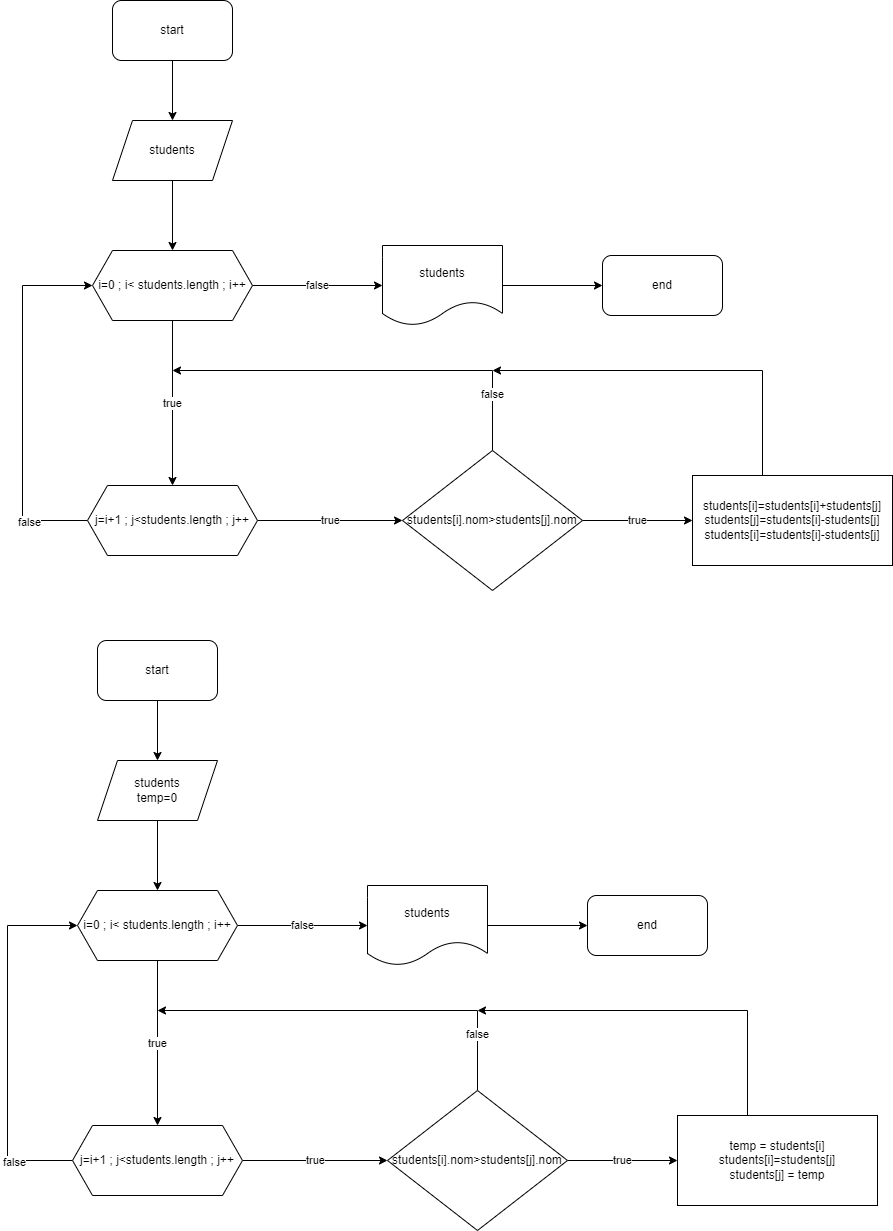 start
students
i=0 ; i< students.length ; i++
false
students
end
true
false
false
j=i+1 ; j<students.length ; j++
true
students[i].nom>students[j].nom
true
students[i]=students[i]+students[j]
students[j]=students[i]-students[j]
students[i]=students[i]-students[j]
start
students
temp=0
i=0 ; i< students.length ; i++
false
students
end
true
false
false
j=i+1 ; j<students.length ; j++
true
students[i].nom>students[j].nom
true
temp = students[i]
students[i]=students[j]
students[j] = temp